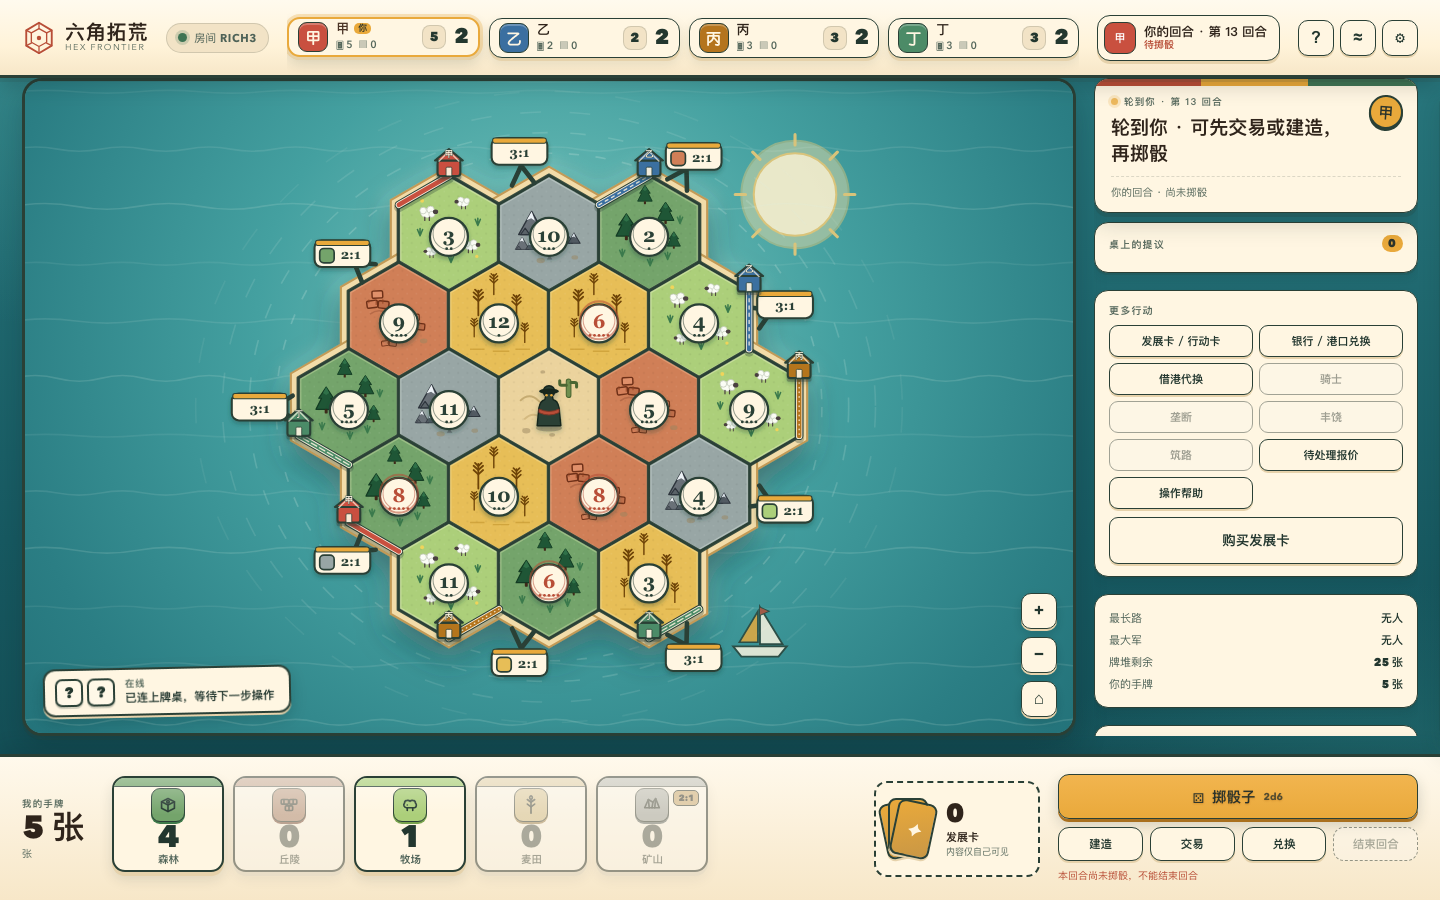 六角拓荒
HEX FRONTIER
房间 RICH3
甲
甲 你
5 0
5
2
乙
乙
2 0
2
2
丙
丙
3 0
3
2
丁
丁
3 0
3
2
甲
你的回合 · 第 13 回合
待掷骰
?
≈
轮到你 · 第 13 回合
甲
轮到你 · 可先交易或建造,
再掷骰
你的回合 · 尚未掷骰
桌上的提议
0
更多行动
发展卡 / 行动卡
银行 / 港口兑换
借港代换
骑士
垄断
丰饶
筑路
待处理报价
操作帮助
购买发展卡
最长路
无人
最大军
无人
牌堆剩余
25 张
你的手牌
5 张
3:1
2:1
甲
乙
3
10
2
2:1
乙
9
12
6
4
3:1
丙
3:1
5
11
5
9
甲
8
10
8
4
2:1
2:1
11
6
3
丙
2:1
3:1
+
−
? ?
在线
已连上牌桌，等待下一步操作
我的手牌
5 张
张
4
森林
0
丘陵
1
牧场
0
麦田
2:1
0
矿山
0
发展卡
内容仅自己可见
掷骰子 2d6
建造
交易
兑换
结束回合
本回合尚未掷骰，不能结束回合